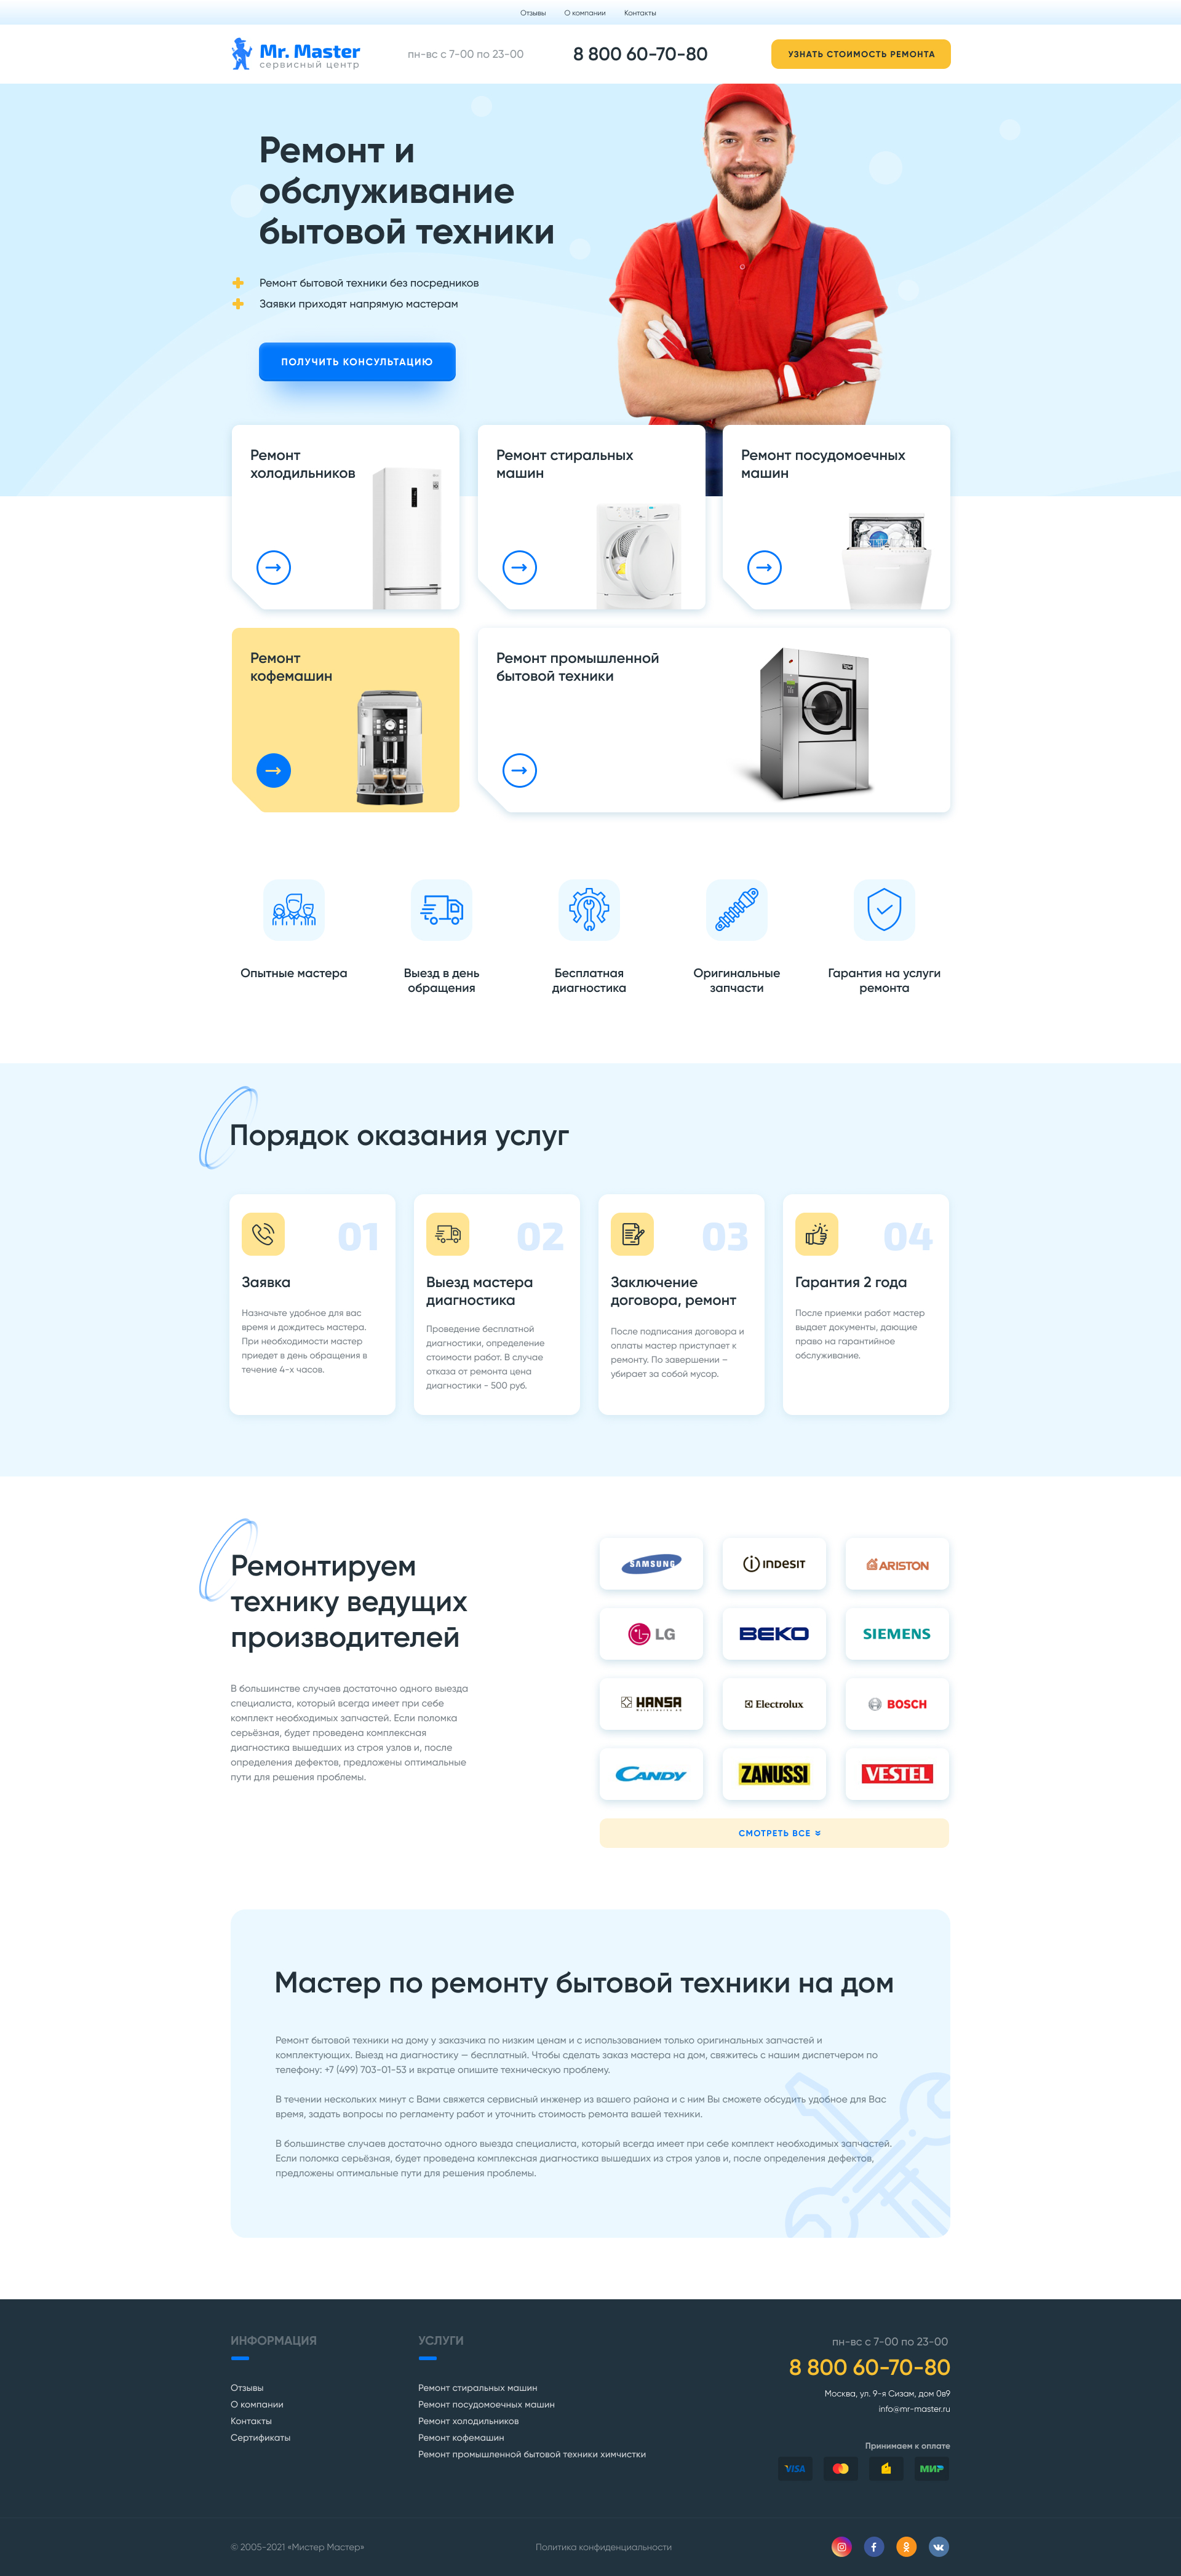 Отзывы О компании Контакты
Mr. Master
сервисный центр
пн-вс с 7-00 по 23-00
8 800 60-70-80
УЗНАТЬ СТОИМОСТЬ РЕМОНТА
Ремонт и
обслуживание
бытовой техники
Ремонт бытовой техники без посредников
Заявки приходят напрямую мастерам
ПОЛУЧИТЬ КОНСУЛЬТАЦИЮ
Ремонт
холодильников
Ремонт стиральных
машин
Ремонт посудомоечных
машин
Ремонт
кофемашин
Ремонт промышленной
бытовой техники
Опытные мастера
Выезд в день
обращения
Бесплатная
диагностика
Оригинальные
запчасти
Гарантия на услуги
ремонта
Порядок оказания услуг
01
Заявка
Назначьте удобное для вас
время и дождитесь мастера.
При необходимости мастер
приедет в день обращения в
течение 4-х часов.
02
Выезд мастера
диагностика
Проведение бесплатной
диагностики, определение
стоимости работ. В случае
отказа от ремонта цена
диагностики - 500 руб.
03
Заключение
договора, ремонт
После подписания договора и
оплаты мастер приступает к
ремонту. По завершении –
убирает за собой мусор.
04
Гарантия 2 года
После приемки работ мастер
выдает документы, дающие
право на гарантийное
обслуживание.
Ремонтируем
технику ведущих
производителей
В большинстве случаев достаточно одного выезда
специалиста, который всегда имеет при себе
комплект необходимых запчастей. Если поломка
серьёзная, будет проведена комплексная
диагностика вышедших из строя узлов и, после
определения дефектов, предложены оптимальные
пути для решения проблемы.
SAMSUNG
indesit
ARISTON
LG
BEKO
SIEMENS
HANSA
Electrolux
BOSCH
CANDY
ZANUSSI
VESTEL
СМОТРЕТЬ ВСЕ
Мастер по ремонту бытовой техники на дом
Ремонт бытовой техники на дому у заказчика по низким ценам и с использованием только оригинальных запчастей и
комплектующих. Выезд на диагностику — бесплатный. Чтобы сделать заказ мастера на дом, свяжитесь с нашим диспетчером по
телефону: +7 (499) 703-01-53 и вкратце опишите техническую проблему.
В течении нескольких минут с Вами свяжется сервисный инженер из вашего района и с ним Вы сможете обсудить удобное для Вас
время, задать вопросы по регламенту работ и уточнить стоимость ремонта вашей техники.
В большинстве случаев достаточно одного выезда специалиста, который всегда имеет при себе комплект необходимых запчастей.
Если поломка серьёзная, будет проведена комплексная диагностика вышедших из строя узлов и, после определения дефектов,
предложены оптимальные пути для решения проблемы.
ИНФОРМАЦИЯ
Отзывы
О компании
Контакты
Сертификаты
УСЛУГИ
Ремонт стиральных машин
Ремонт посудомоечных машин
Ремонт холодильников
Ремонт кофемашин
Ремонт промышленной бытовой техники химчистки
пн-вс с 7-00 по 23-00
8 800 60-70-80
Москва, ул. 9-я Сизам, дом 0в9
info@mr-master.ru
Принимаем к оплате
VISA
МИР
© 2005-2021 «Мистер Мастер»
Политика конфиденциальности